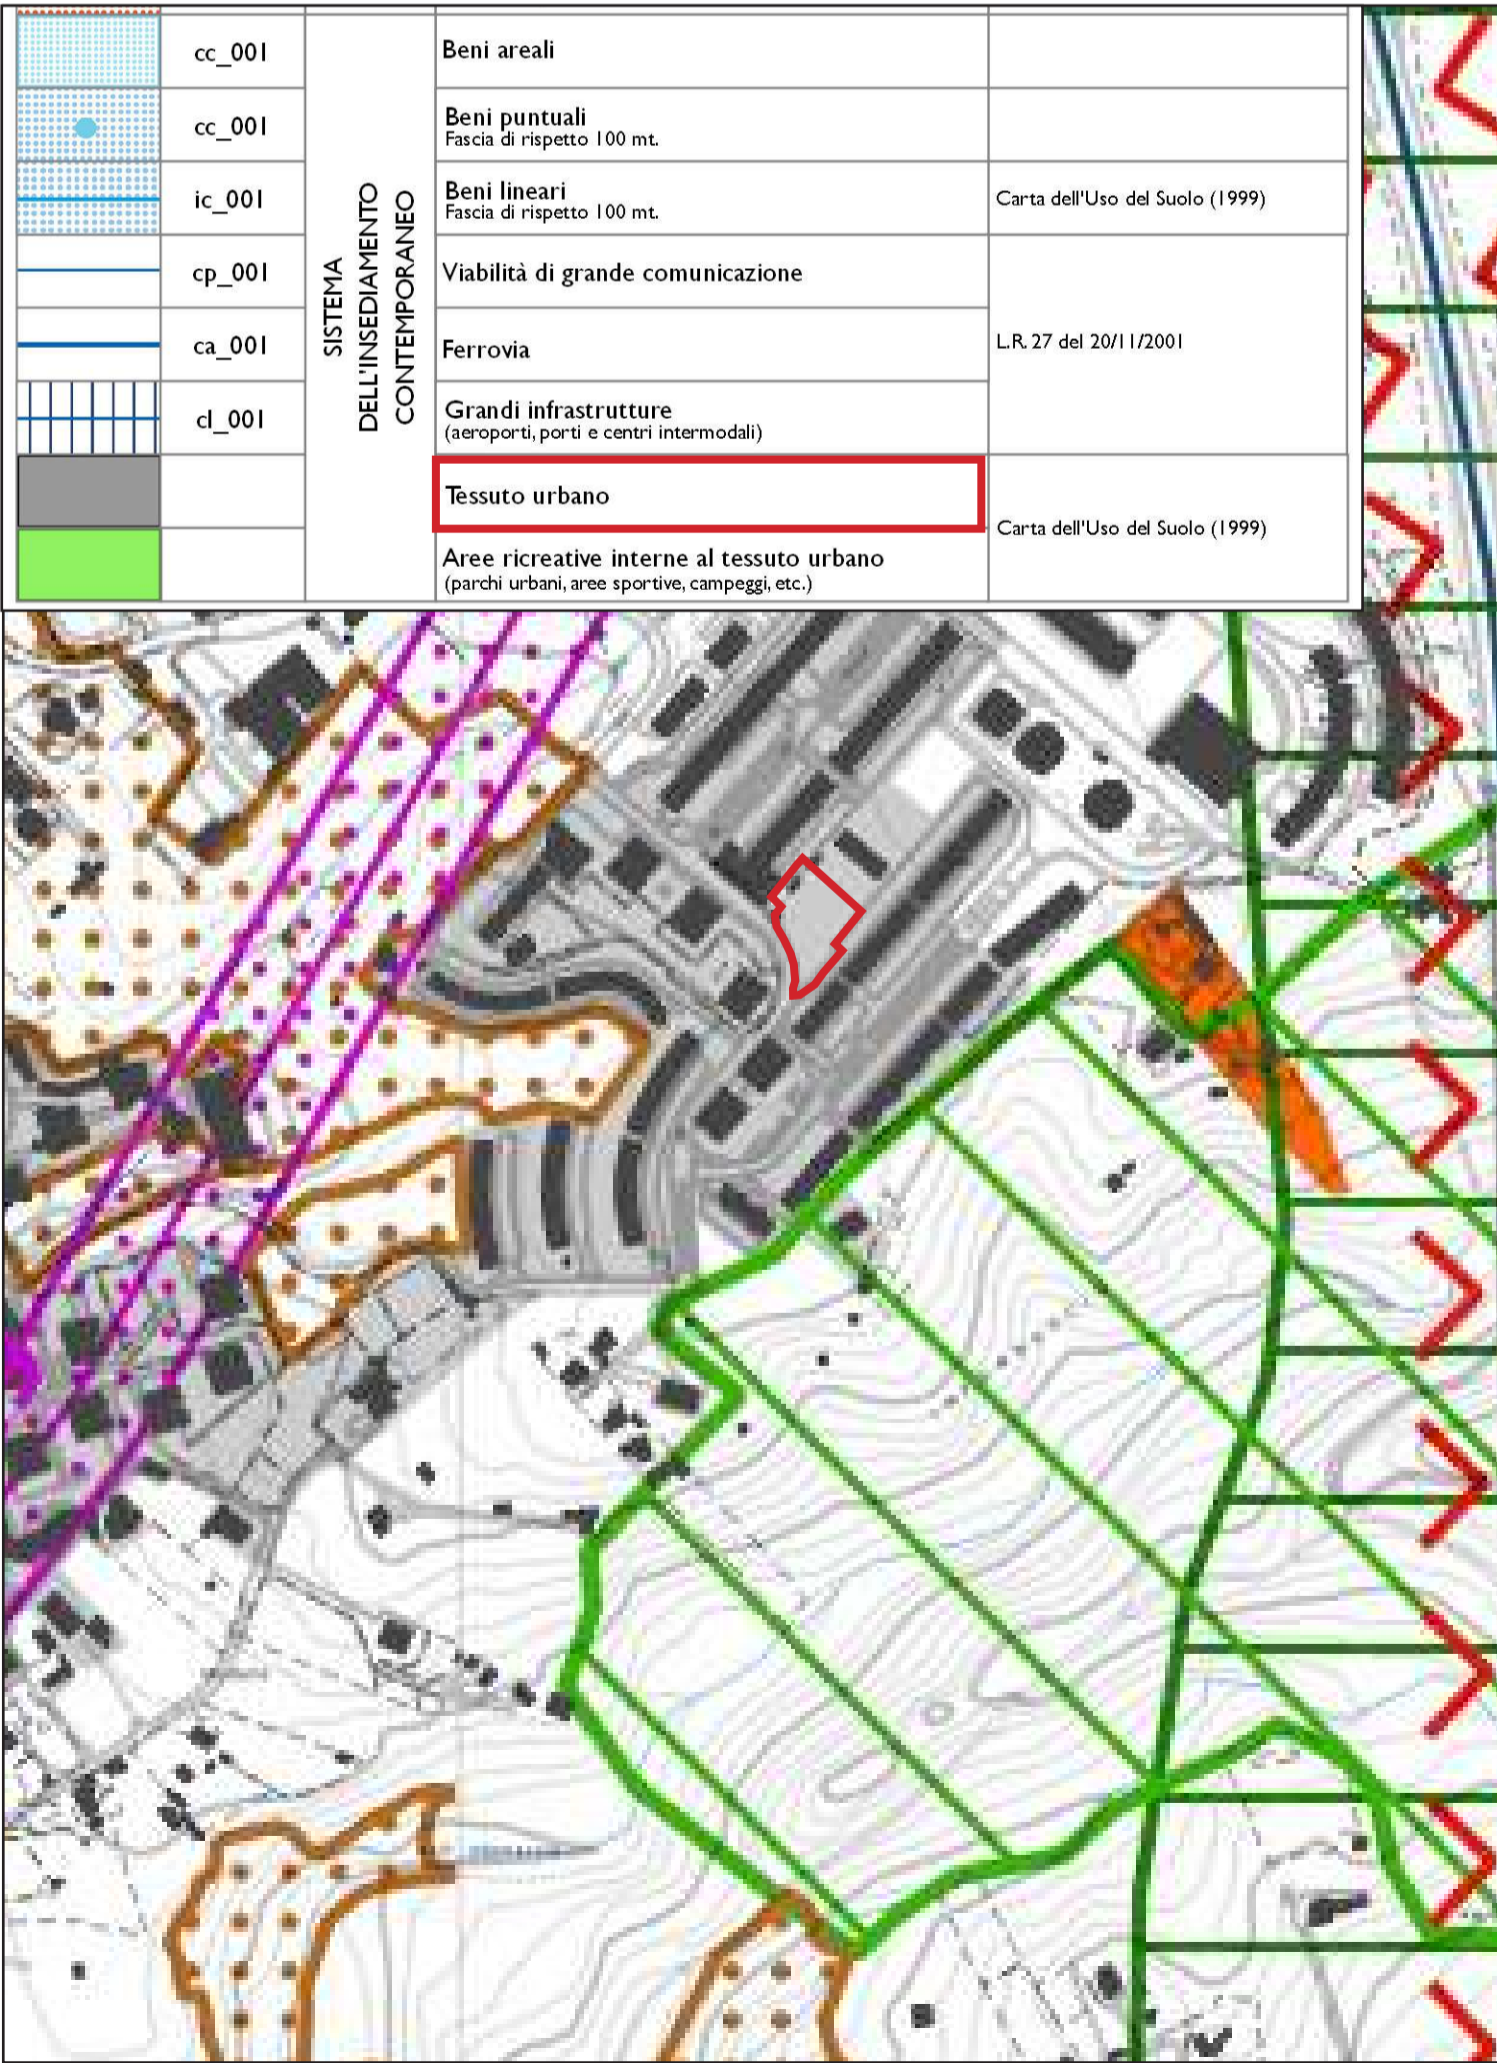 cc_001
Beni areali
cc_001
Beni puntuali
Fascia di rispetto 100 mt.
ic_001
Beni lineari
Fascia di rispetto 100 mt.
Carta dell'Uso del Suolo (1999)
cp_001
Viabilità di grande comunicazione
SISTEMA
DELL'INSEDIAMENTO
CONTEMPORANEO
ca_001
Ferrovia
L.R. 27 del 20/11/2001
cl_001
Grandi infrastrutture
(aeroporti, porti e centri intermodali)
Tessuto urbano
Carta dell'Uso del Suolo (1999)
Aree ricreative interne al tessuto urbano
(parchi urbani, aree sportive, campeggi, etc.)